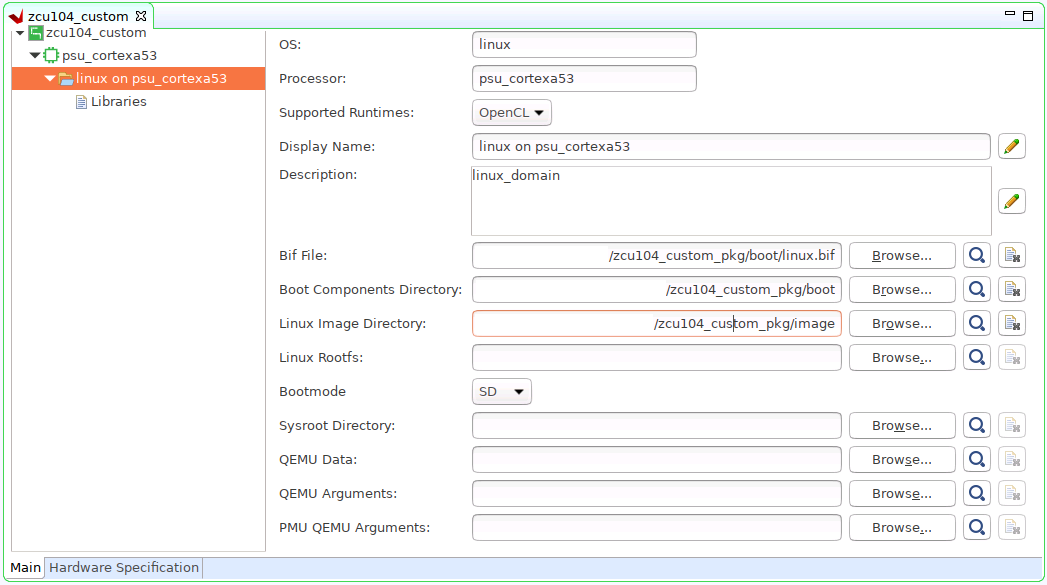 zcu104_custom
zcu104_custom
psu_cortexa53
linux on psu_cortexa53
Libraries
OS: linux
Processor: psu_cortexa53
Supported Runtimes: OpenCL
Display Name: linux on psu_cortexa53
Description: linux_domain
Bif File: /zcu104_custom_pkg/boot/linux.bif Browse...
Boot Components Directory: /zcu104_custom_pkg/boot Browse...
Linux Image Directory: /zcu104_custom_pkg/image Browse...
Linux Rootfs: Browse...
Bootmode SD
Sysroot Directory: Browse...
QEMU Data: Browse...
QEMU Arguments: Browse...
PMU QEMU Arguments: Browse...
Main Hardware Specification